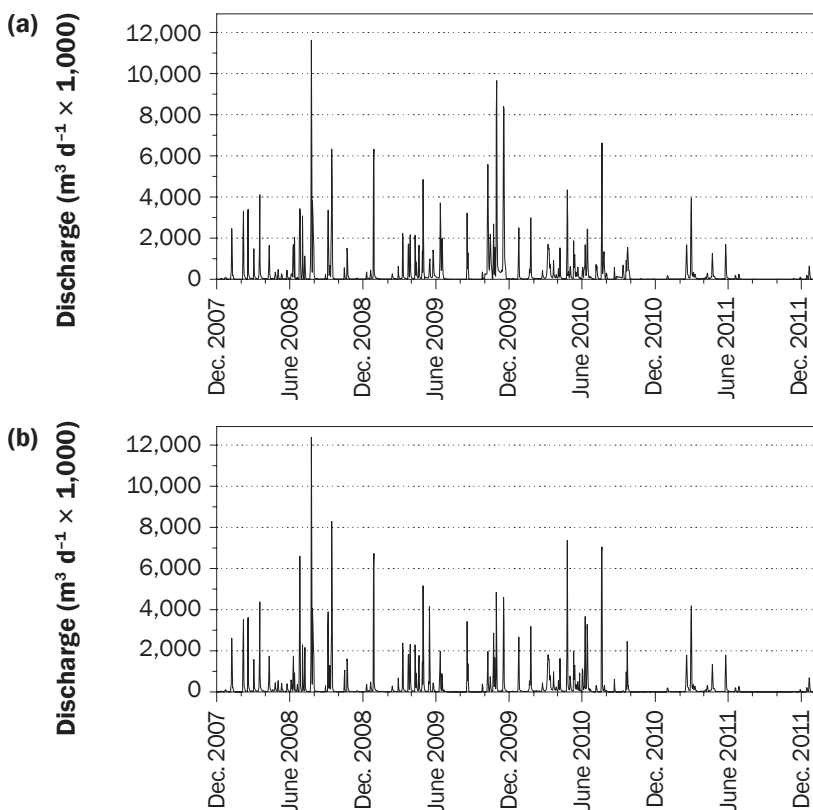 (a)
Discharge (m³ d⁻¹ × 1,000)
12,000
10,000
8,000
6,000
4,000
2,000
0
Dec. 2007
June 2008
Dec. 2008
June 2009
Dec. 2009
June 2010
Dec. 2010
June 2011
Dec. 2011
(b)
Discharge (m³ d⁻¹ × 1,000)
12,000
10,000
8,000
6,000
4,000
2,000
0
Dec. 2007
June 2008
Dec. 2008
June 2009
Dec. 2009
June 2010
Dec. 2010
June 2011
Dec. 2011